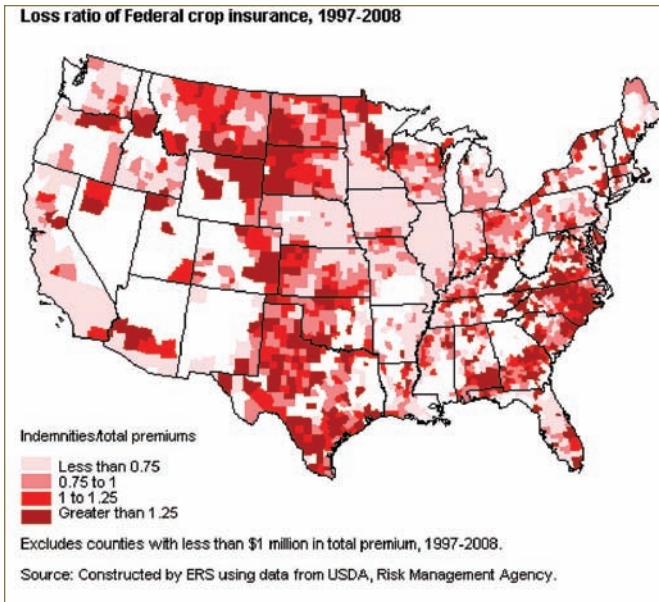 Loss ratio of Federal crop insurance, 1997-2008
Indemnities/total premiums
Less than 0.75
0.75 to 1
1 to 1.25
Greater than 1.25
Excludes counties with less than $1 million in total premium, 1997-2008.
Source: Constructed by ERS using data from USDA, Risk Management Agency.